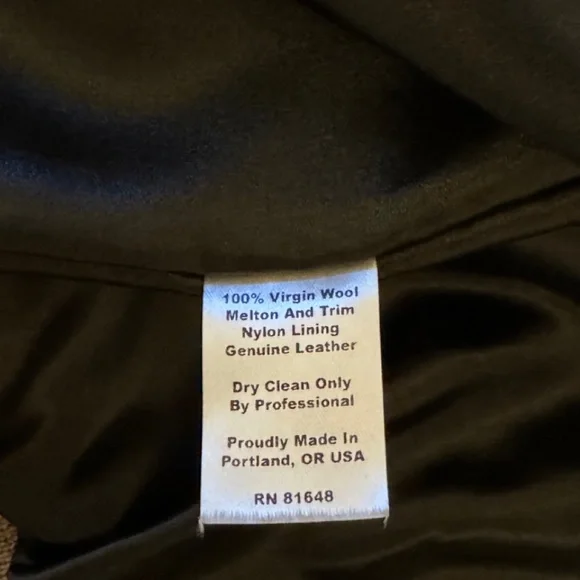 100% Virgin Wool
Melton And Trim
Nylon Lining
Genuine Leather
Dry Clean Only
By Professional
Proudly Made In
Portland, OR USA
RN 81648